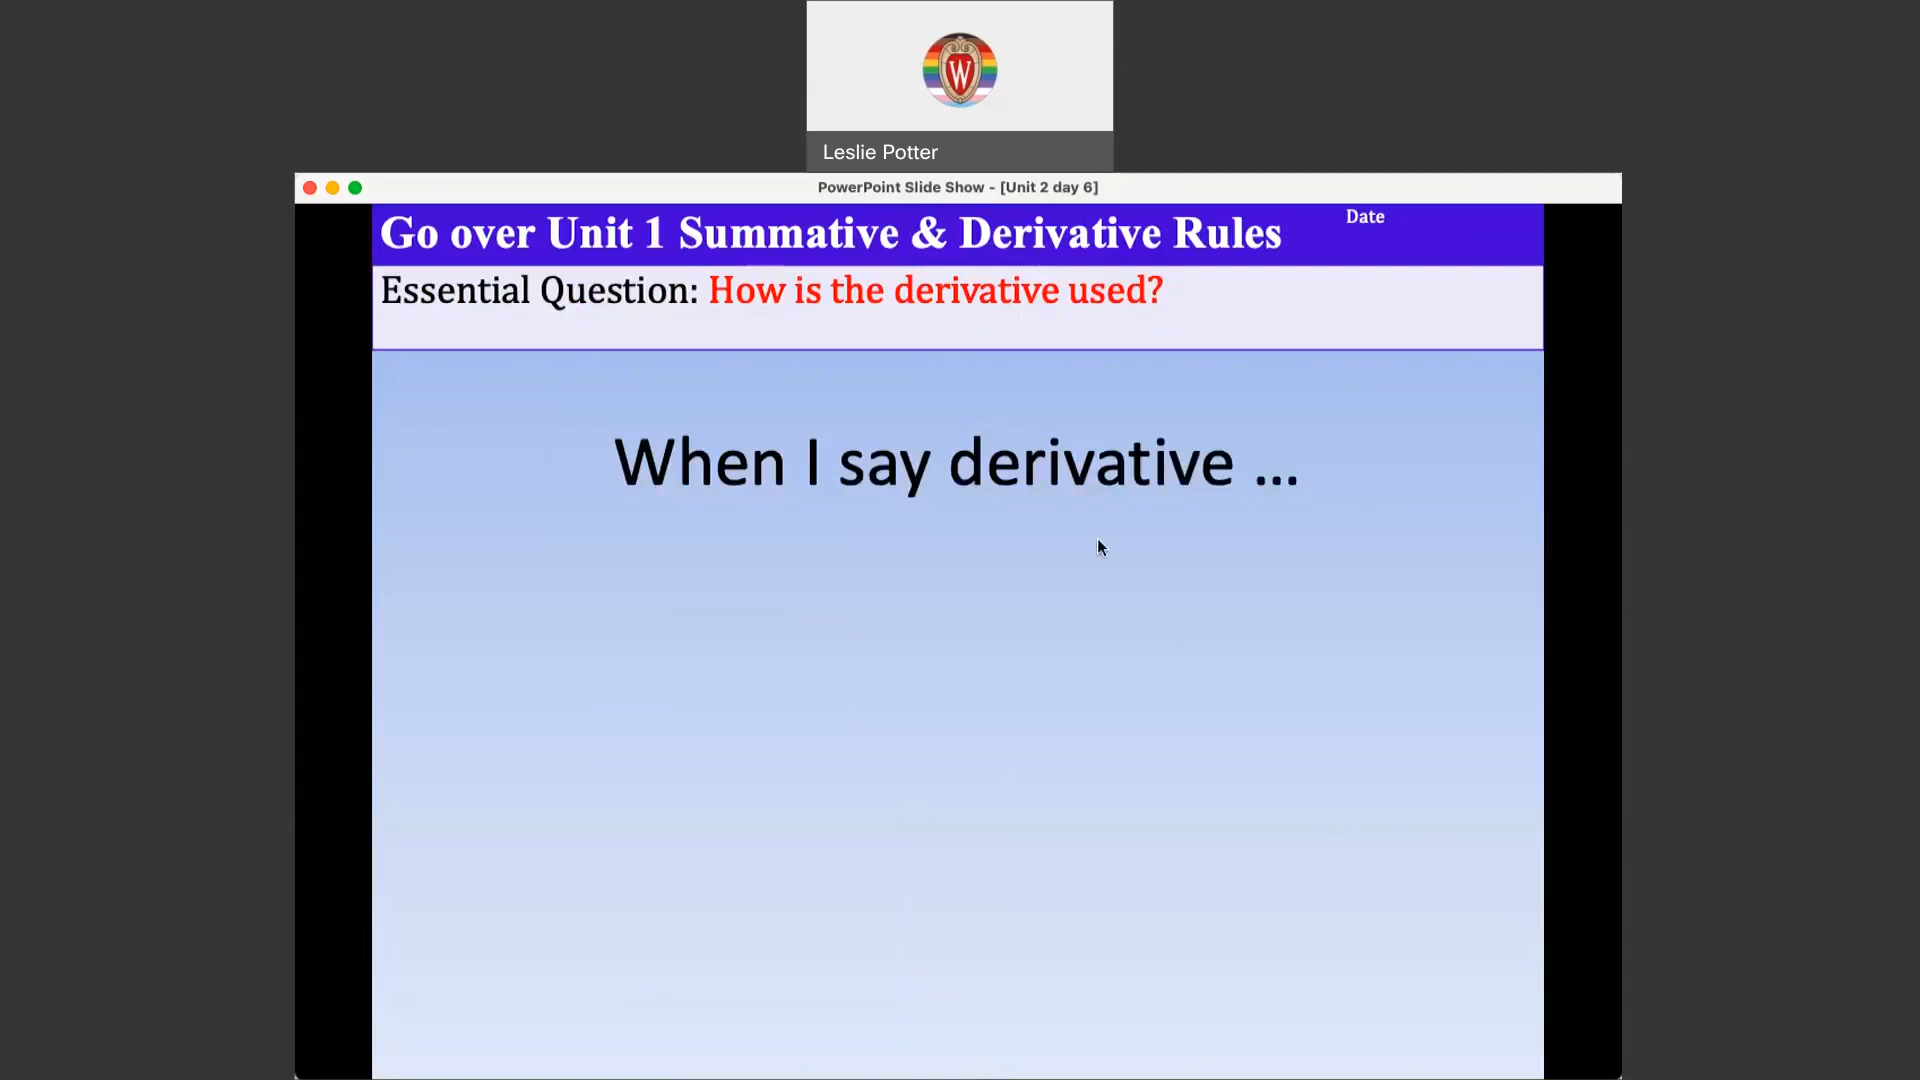 W
Leslie Potter
PowerPoint Slide Show - [Unit 2 day 6]
Go over Unit 1 Summative & Derivative Rules
Date
Essential Question: How is the derivative used?
When I say derivative ...